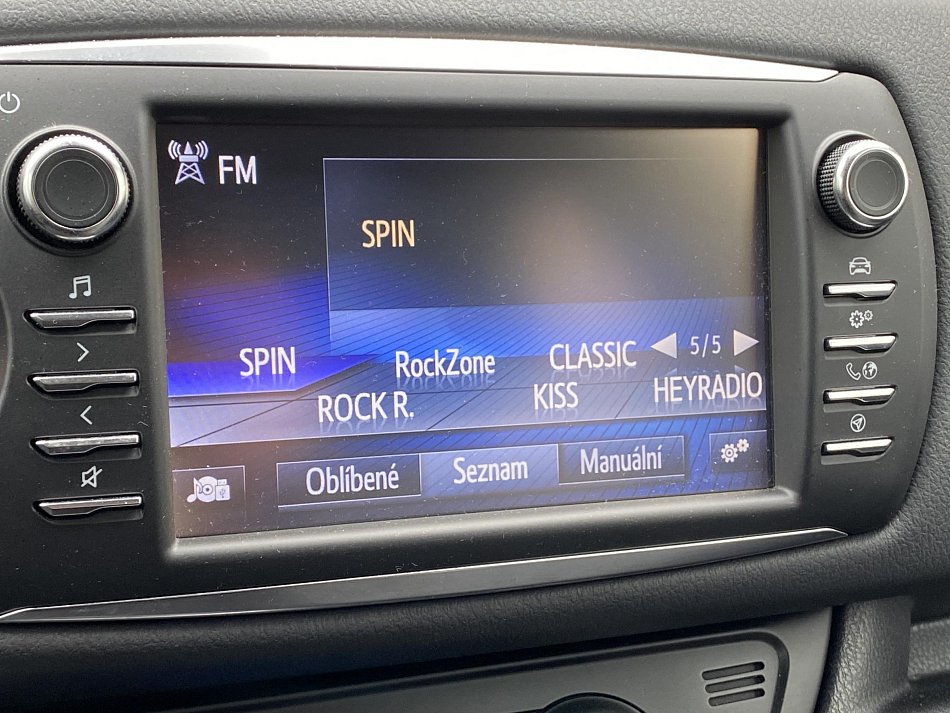 FM
SPIN
SPIN RockZone CLASSIC 5/5
ROCK R. KISS HEYRADIO
Oblíbené Seznam Manuální